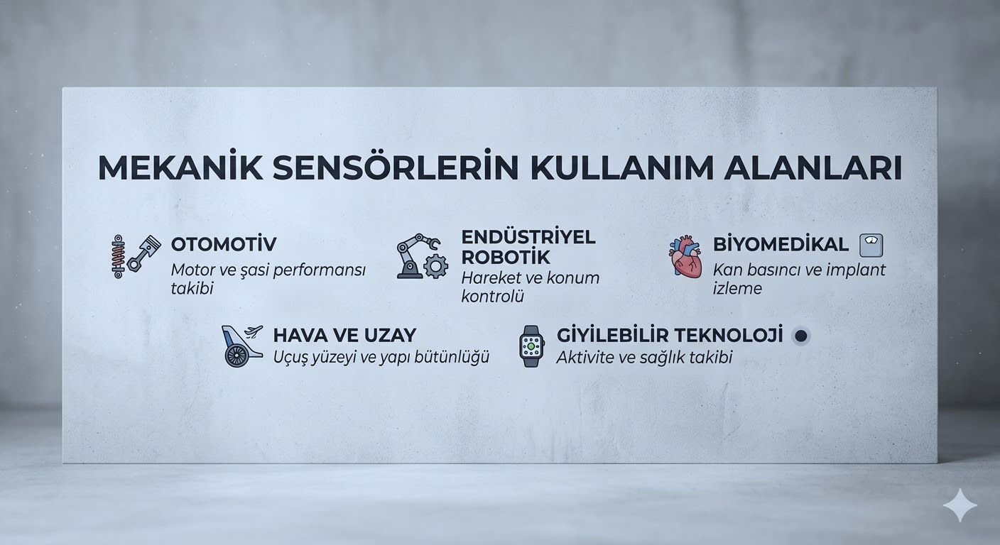 MEKANİK SENSÖRLERİN KULLANIM ALANLARI
OTOMOTİV
Motor ve şasi performansı
takibi
ENDÜSTRİYEL
ROBOTİK
Hareket ve konum
kontrolü
BİYOMEDİKAL
Kan basıncı ve implant
izleme
HAVA VE UZAY
Uçuş yüzeyi ve yapı bütünlüğü
GİYİLEBİLİR TEKNOLOJİ
Aktivite ve sağlık takibi